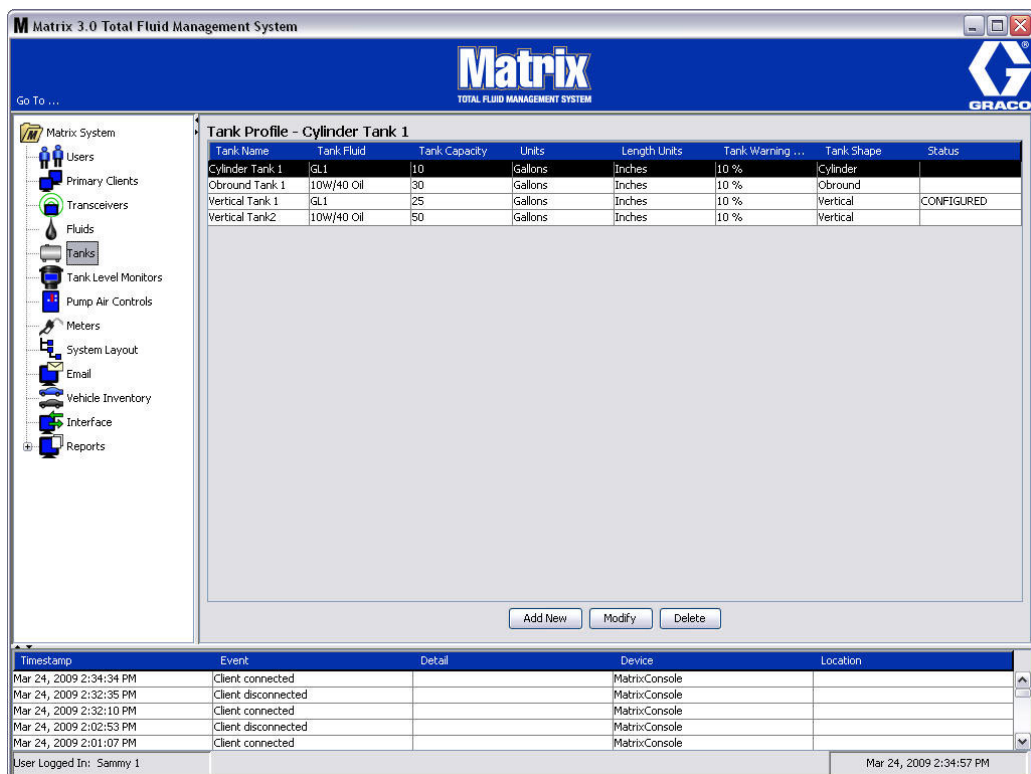 Matrix 3.0 Total Fluid Management System
Matrix
TOTAL FLUID MANAGEMENT SYSTEM
GRACO
Go To ...
Matrix System
Users
Primary Clients
Transceivers
Fluids
Tanks
Tank Level Monitors
Pump Air Controls
Meters
System Layout
Email
Vehicle Inventory
Interface
Reports
Tank Profile - Cylinder Tank 1
Tank Name Tank Fluid Tank Capacity Units Length Units Tank Warning ... Tank Shape Status
Cylinder Tank 1 GL1 10 Gallons Inches 10 % Cylinder
Obround Tank 1 10W/40 Oil 30 Gallons Inches 10 % Obround
Vertical Tank 1 GL1 25 Gallons Inches 10 % Vertical CONFIGURED
Vertical Tank2 10W/40 Oil 50 Gallons Inches 10 % Vertical
Add New Modify Delete
Timestamp Event Detail Device Location
Mar 24, 2009 2:34:34 PM Client connected MatrixConsole
Mar 24, 2009 2:32:35 PM Client disconnected MatrixConsole
Mar 24, 2009 2:32:10 PM Client connected MatrixConsole
Mar 24, 2009 2:02:53 PM Client disconnected MatrixConsole
Mar 24, 2009 2:01:07 PM Client connected MatrixConsole
User Logged In: Sammy 1 Mar 24, 2009 2:34:57 PM